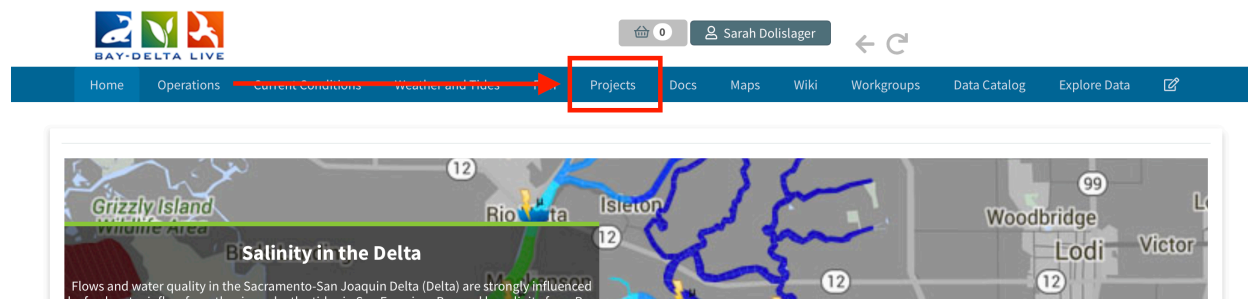 BAY-DELTA LIVE
0
Sarah Dolislager
Home
Operations
Current Conditions
Weather and Tides
Projects
Docs
Maps
Wiki
Workgroups
Data Catalog
Explore Data
12
99
Grizzly Island
Wildlife Area
Isleton
Woodbridge
12
Lodi
Victor
Salinity in the Delta
12
12
Flows and water quality in the Sacramento-San Joaquin Delta (Delta) are strongly influenced